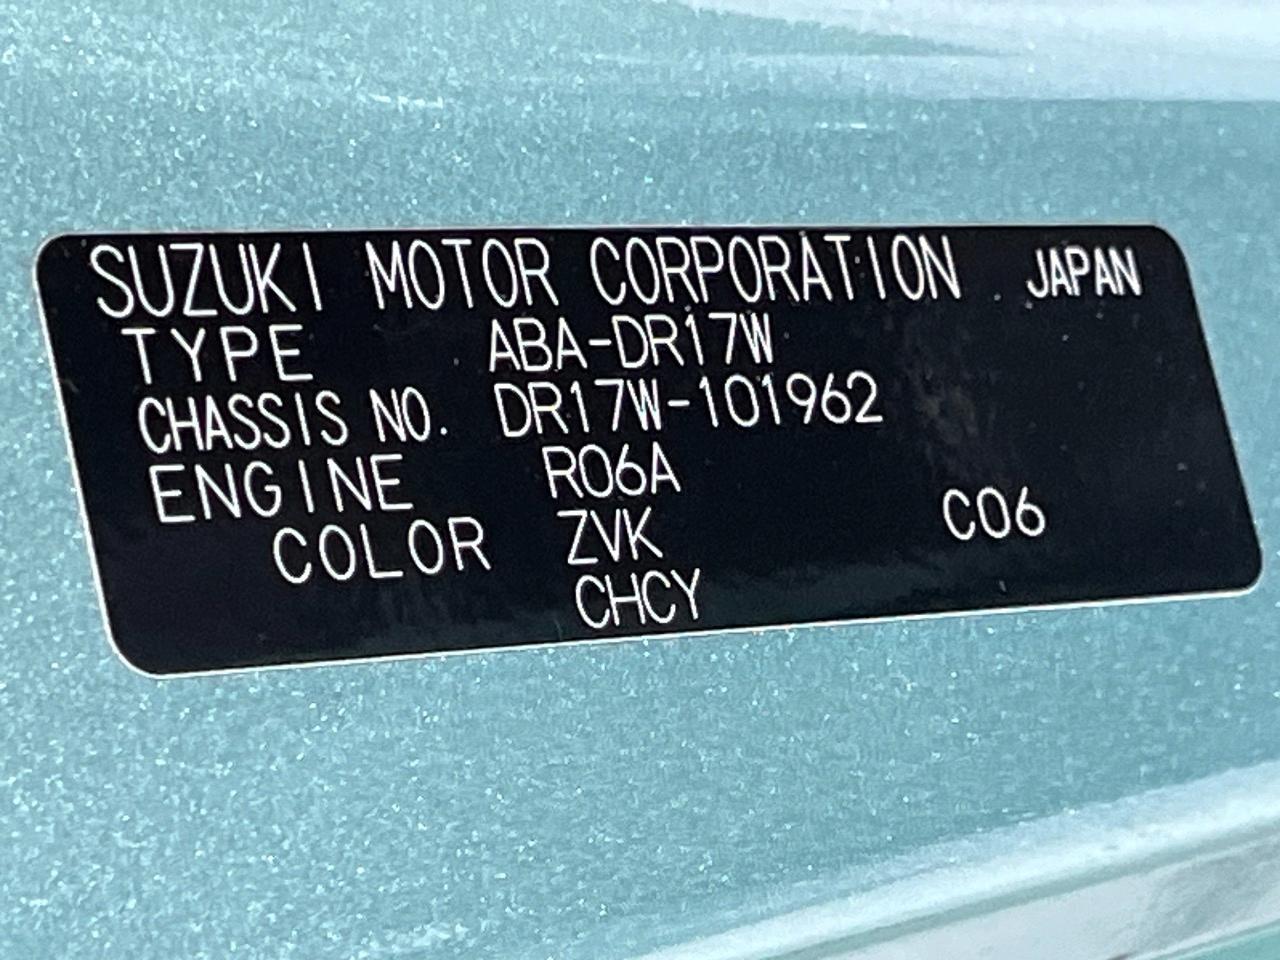 SUZUKI MOTOR CORPORATION JAPAN
TYPE ABA-DR17W
CHASSIS NO. DR17W-101962
ENGINE R06A
COLOR ZVK C06
CHCY